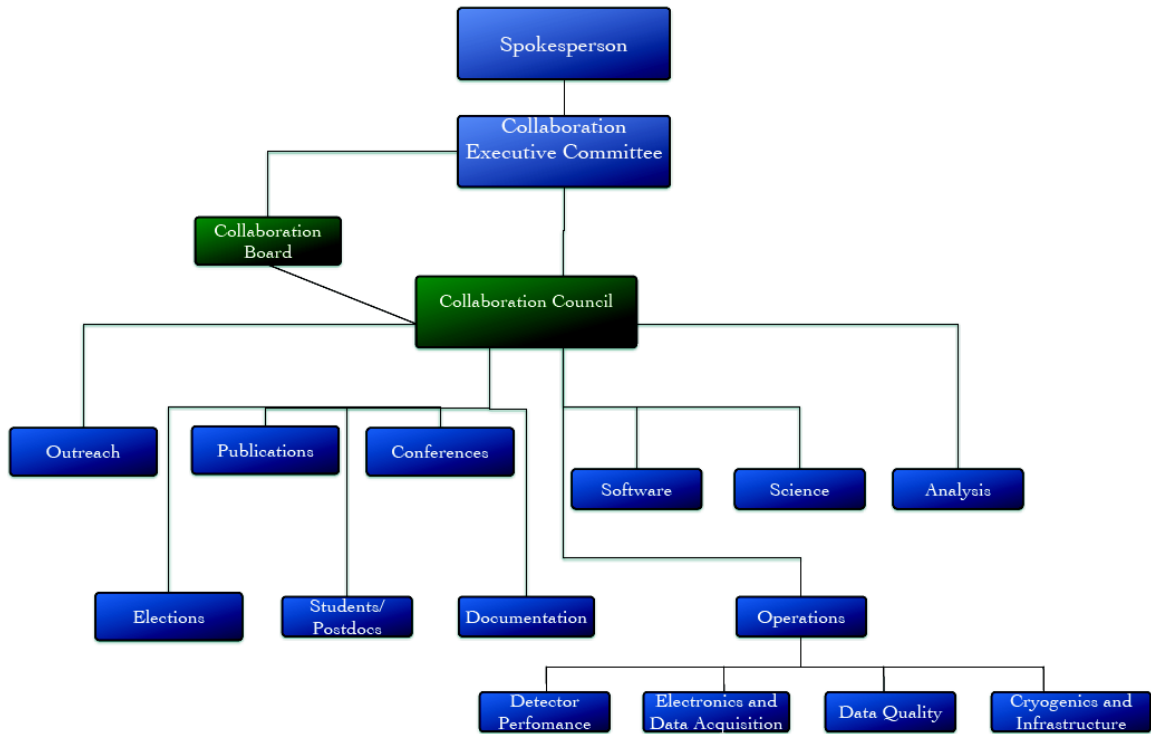 Spokesperson
Collaboration
Executive Committee
Collaboration
Board
Collaboration Council
Outreach
Publications
Conferences
Software
Science
Analysis
Elections
Students/
Postdocs
Documentation
Operations
Detector
Perfomance
Electronics and
Data Acquisition
Data Quality
Cryogenics and
Infrastructure